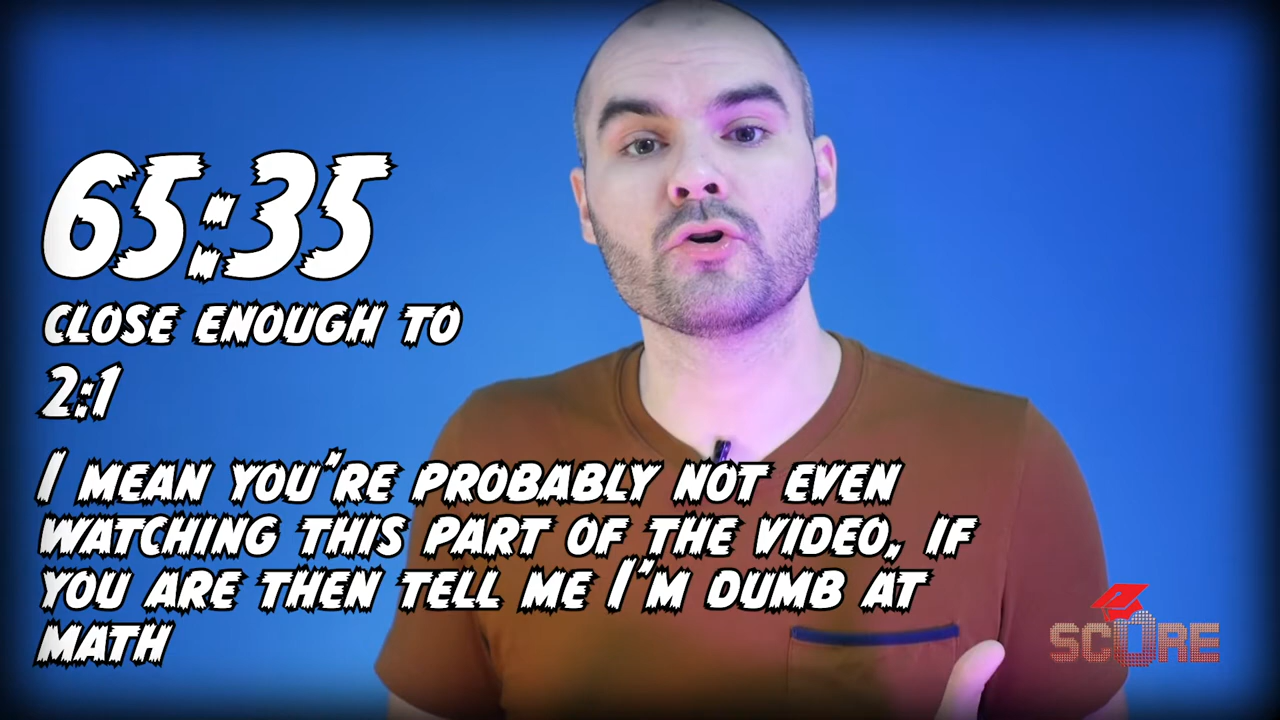 65:35
CLOSE ENOUGH TO
2:1
I MEAN YOU'RE PROBABLY NOT EVEN
WATCHING THIS PART OF THE VIDEO, IF
YOU ARE THEN TELL ME I'M DUMB AT
MATH
SCORE